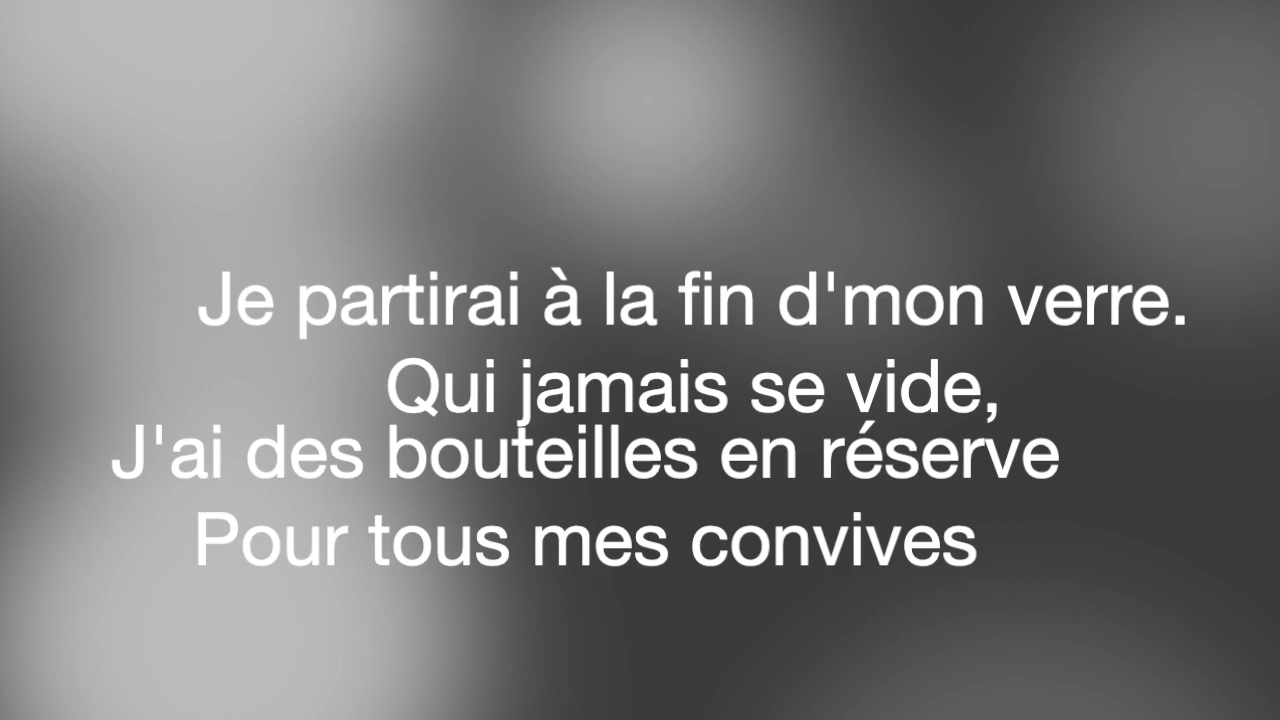 Je partirai à la fin d'mon verre.
Qui jamais se vide,
J'ai des bouteilles en réserve
Pour tous mes convives